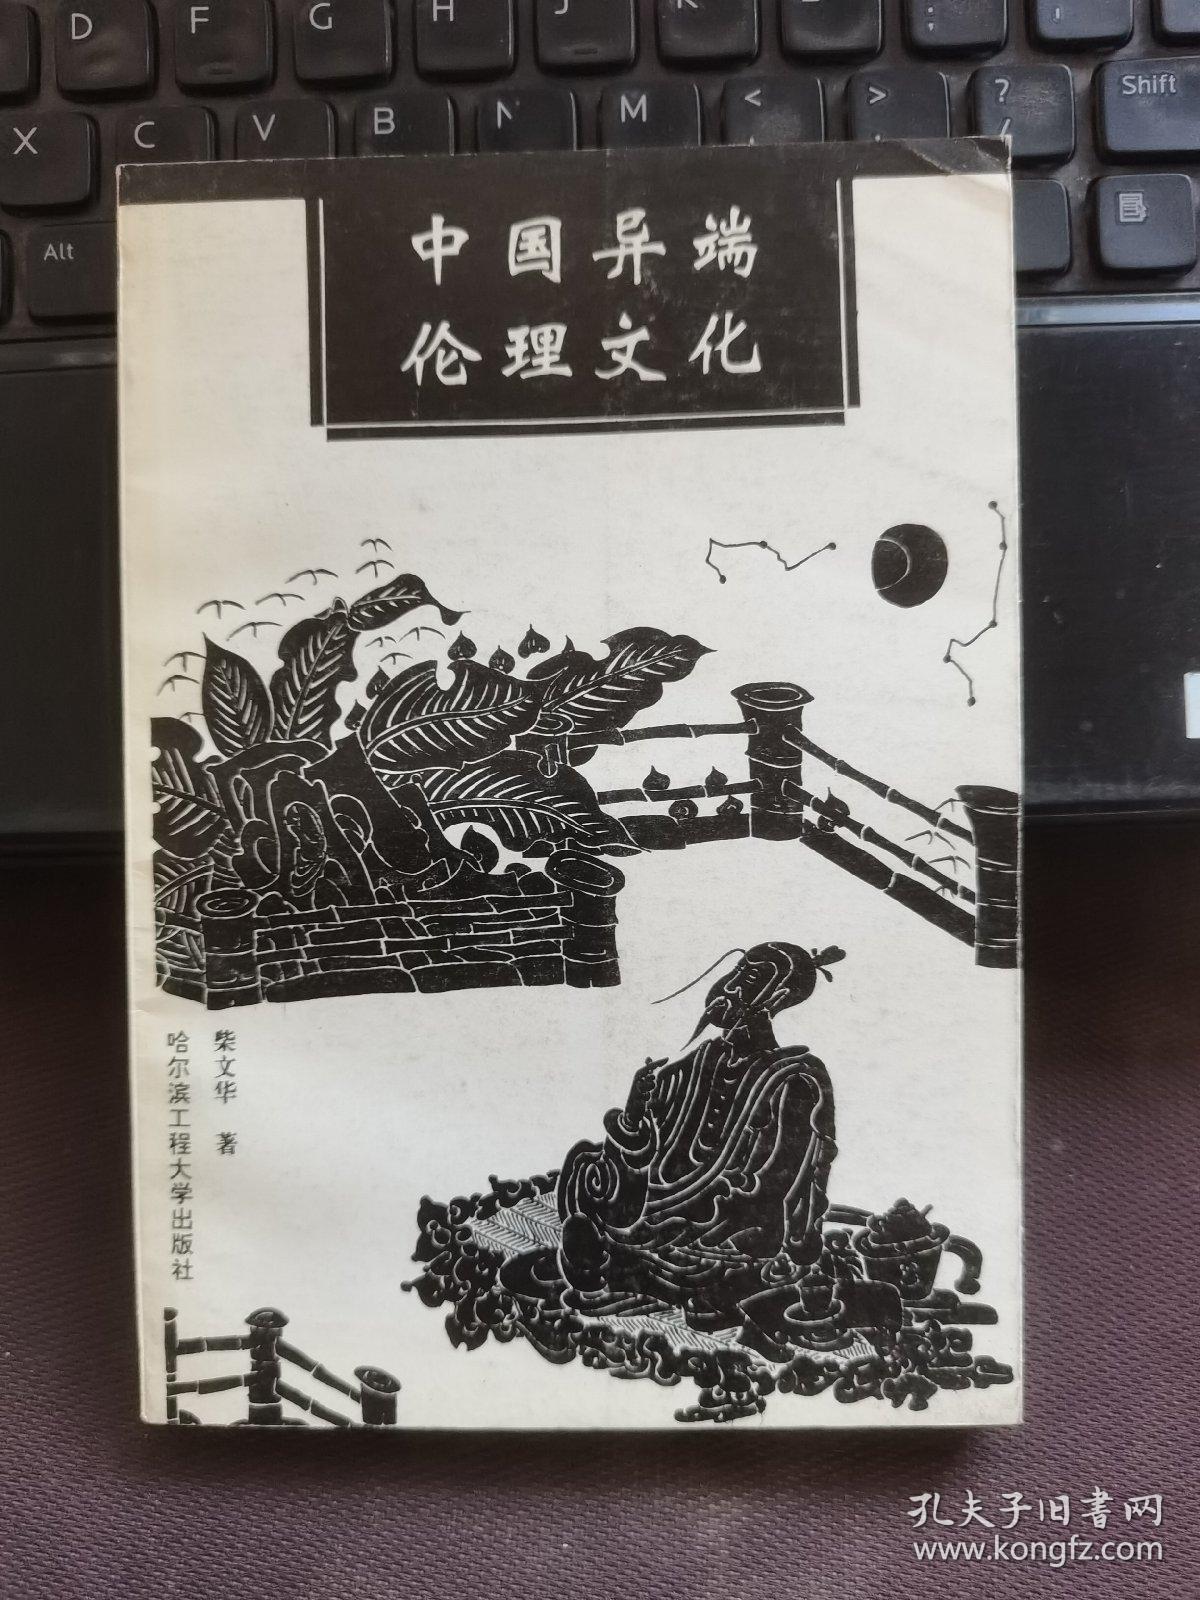 D F G H J K L : ;
X C V B N M < , > . ? / Shift
Alt
中国异端
伦理文化
柴文华 著
哈尔滨工程大学出版社
孔夫子旧書网
www.kongfz.com